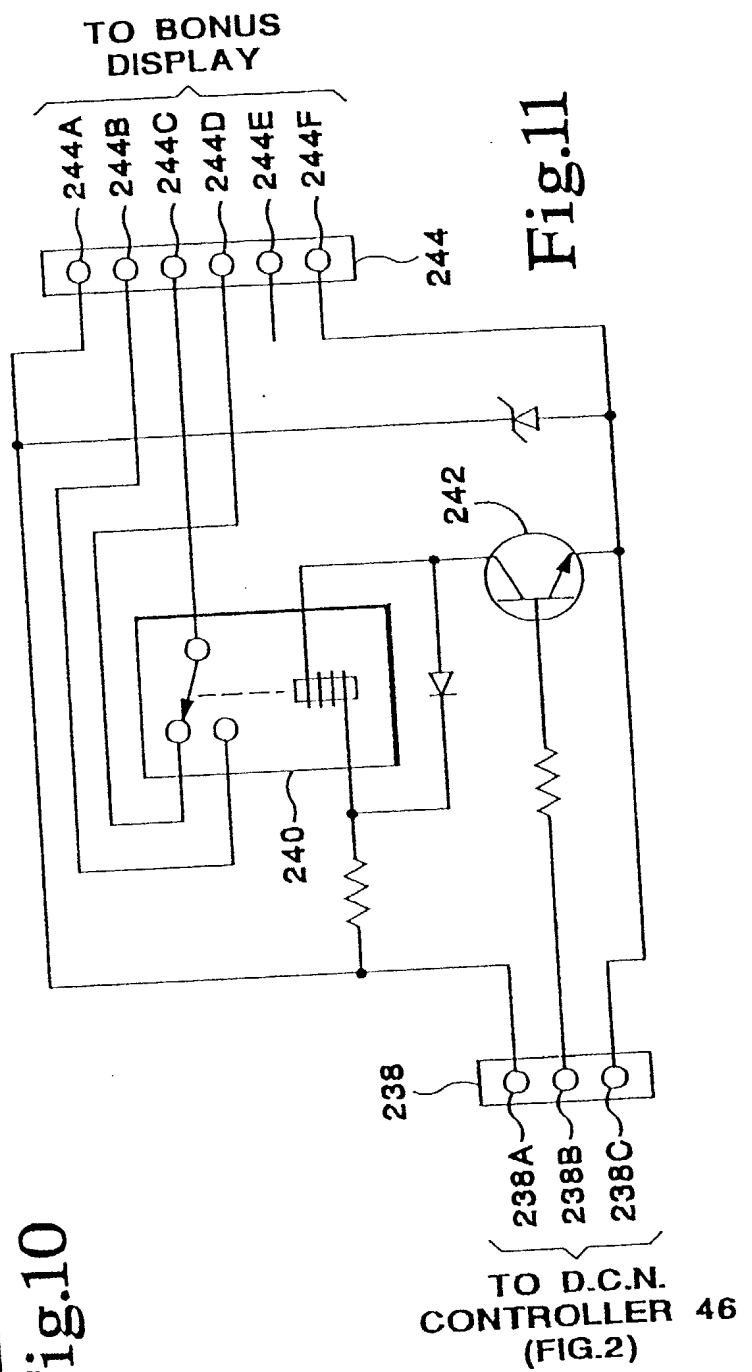 TO BONUS
DISPLAY
244A
244B
244C
244D
244E
244F
244
Fig.11
242
240
238
238A
238B
238C
TO D.C.N.
CONTROLLER 46
(FIG.2)
ig.10